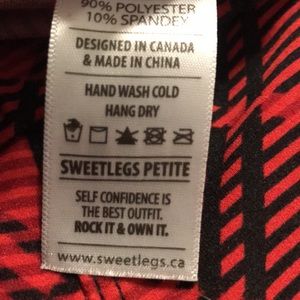 90% POLYESTER
10% SPANDEX
DESIGNED IN CANADA
& MADE IN CHINA
HAND WASH COLD
HANG DRY
SWEETLEGS PETITE
SELF CONFIDENCE IS
THE BEST OUTFIT.
ROCK IT & OWN IT.
www.sweetlegs.ca